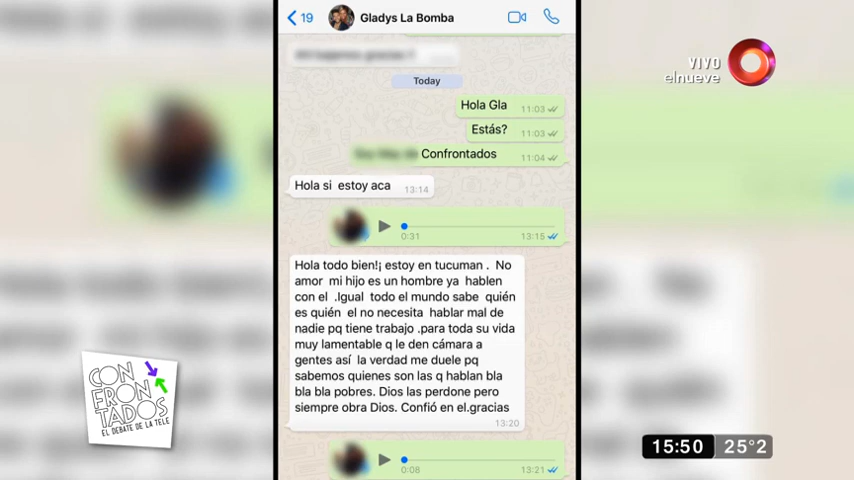 19
Gladys La Bomba
Today
Hola Gla
11:03
Estás?
11:03
Confrontados
11:04
Hola si estoy aca
13:14
0:31
13:15
Hola todo bien!¡ estoy en tucuman . No
amor mi hijo es un hombre ya hablen
con el .Igual todo el mundo sabe quién
es quién el no necesita hablar mal de
nadie pq tiene trabajo .para toda su vida
muy lamentable q le den cámara a
gentes así la verdad me duele pq
sabemos quienes son las q hablan bla
bla bla pobres. Dios las perdone pero
siempre obra Dios. Confió en el.gracias
13:20
0:08
13:21
VIVO
elnueve
CON
FRON
TADOS
EL DEBATE DE LA TELE
15:50 25°2